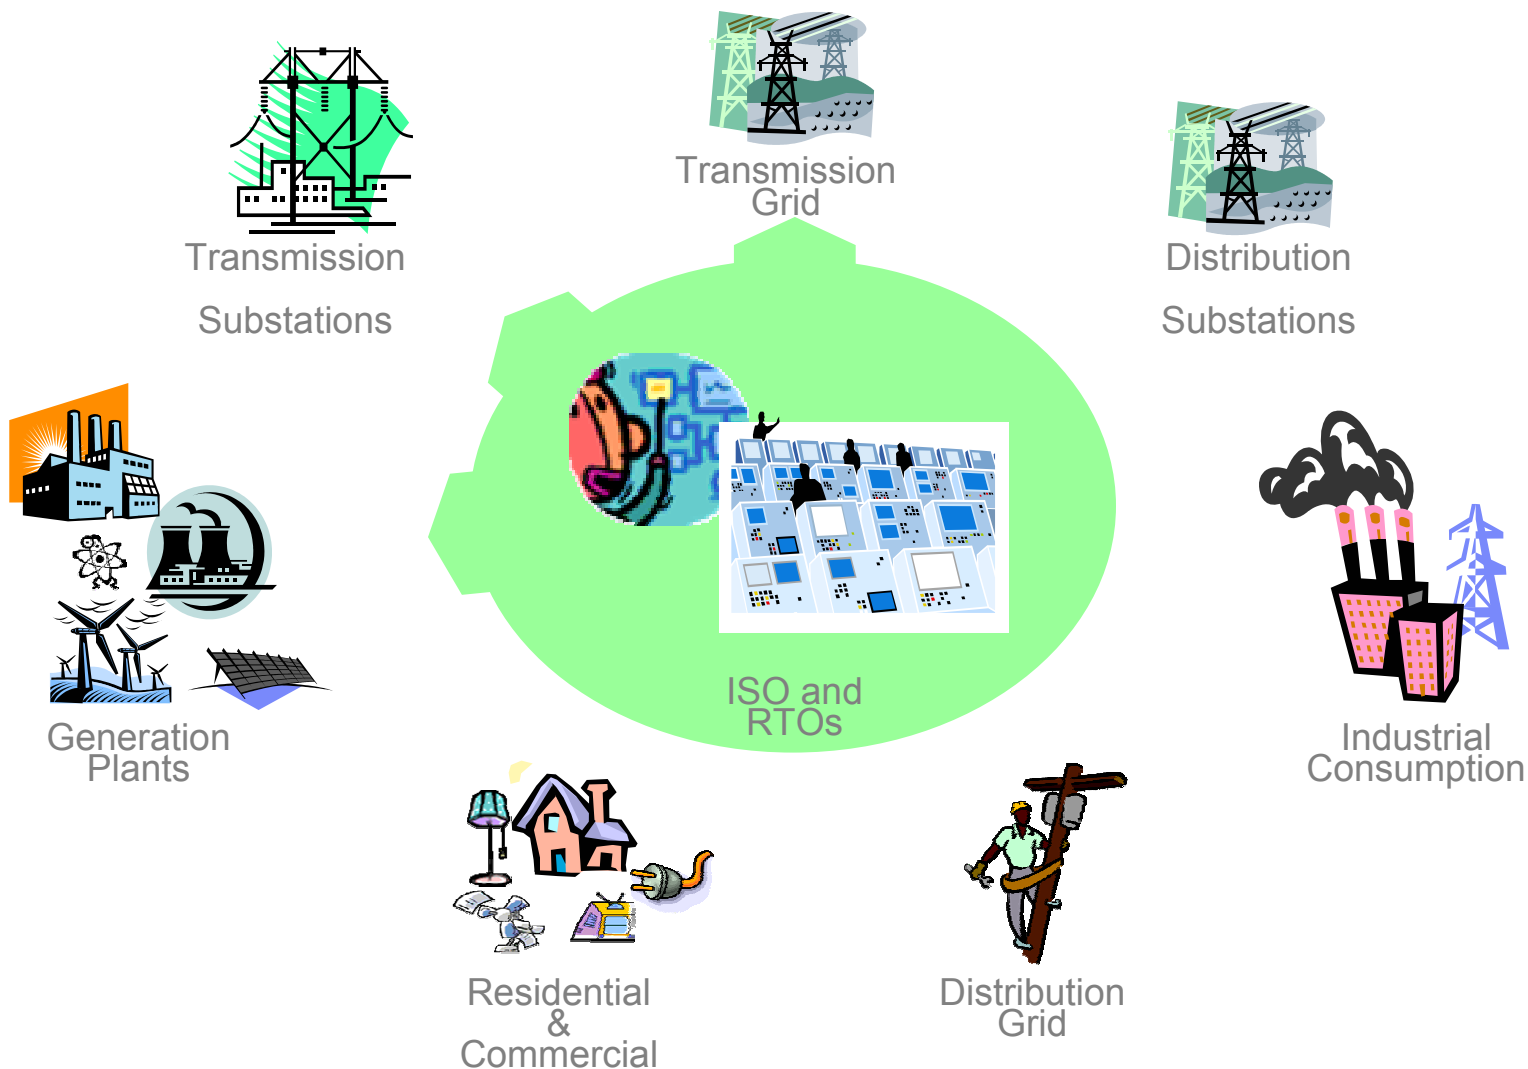 Transmission
Grid
Transmission
Substations
Distribution
Substations
ISO and
RTOs
Generation
Plants
Industrial
Consumption
Residential
&
Commercial
Distribution
Grid